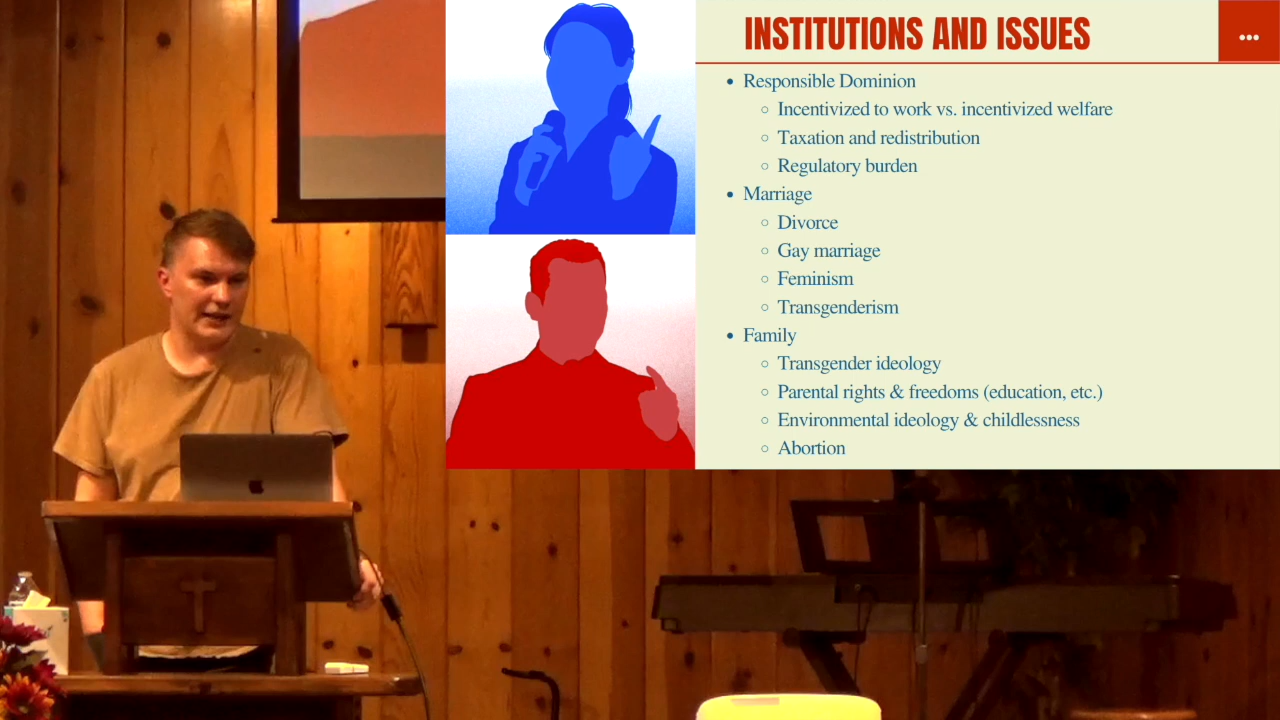 INSTITUTIONS AND ISSUES
• Responsible Dominion
○ Incentivized to work vs. incentivized welfare
○ Taxation and redistribution
○ Regulatory burden
• Marriage
○ Divorce
○ Gay marriage
○ Feminism
○ Transgenderism
• Family
○ Transgender ideology
○ Parental rights & freedoms (education, etc.)
○ Environmental ideology & childlessness
○ Abortion